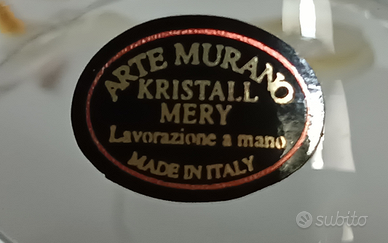 ARTE MURANO
KRISTALL
MERY
Lavorazione a mano
MADE IN ITALY
subito